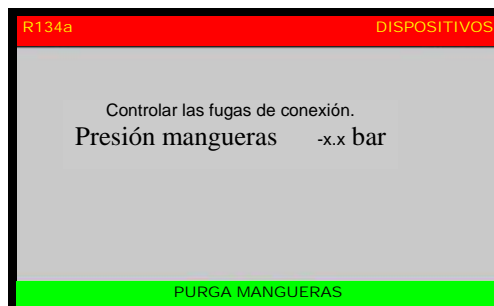 R134a DISPOSITIVOS
Controlar las fugas de conexión.
Presión mangueras -x.x bar
PURGA MANGUERAS